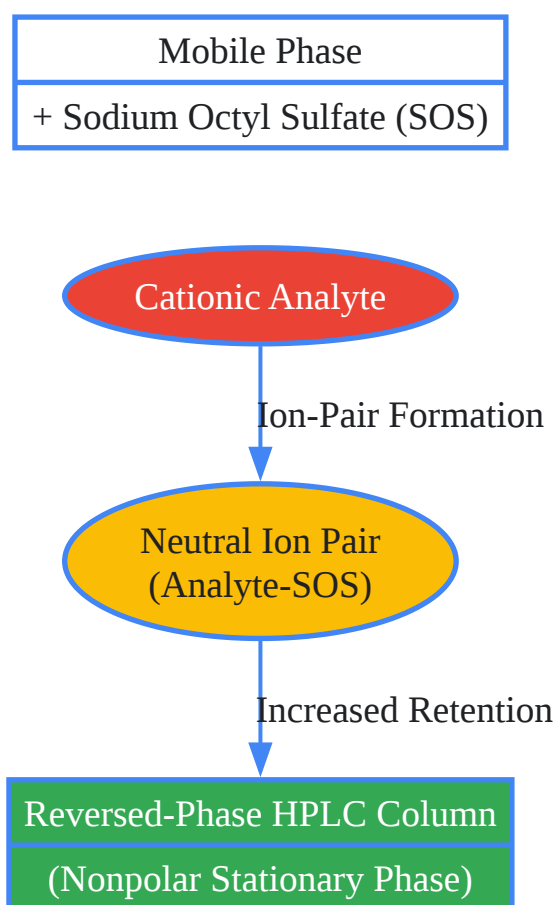 Mobile Phase
+ Sodium Octyl Sulfate (SOS)
Cationic Analyte
Ion-Pair Formation
Neutral Ion Pair
(Analyte-SOS)
Increased Retention
Reversed-Phase HPLC Column
(Nonpolar Stationary Phase)